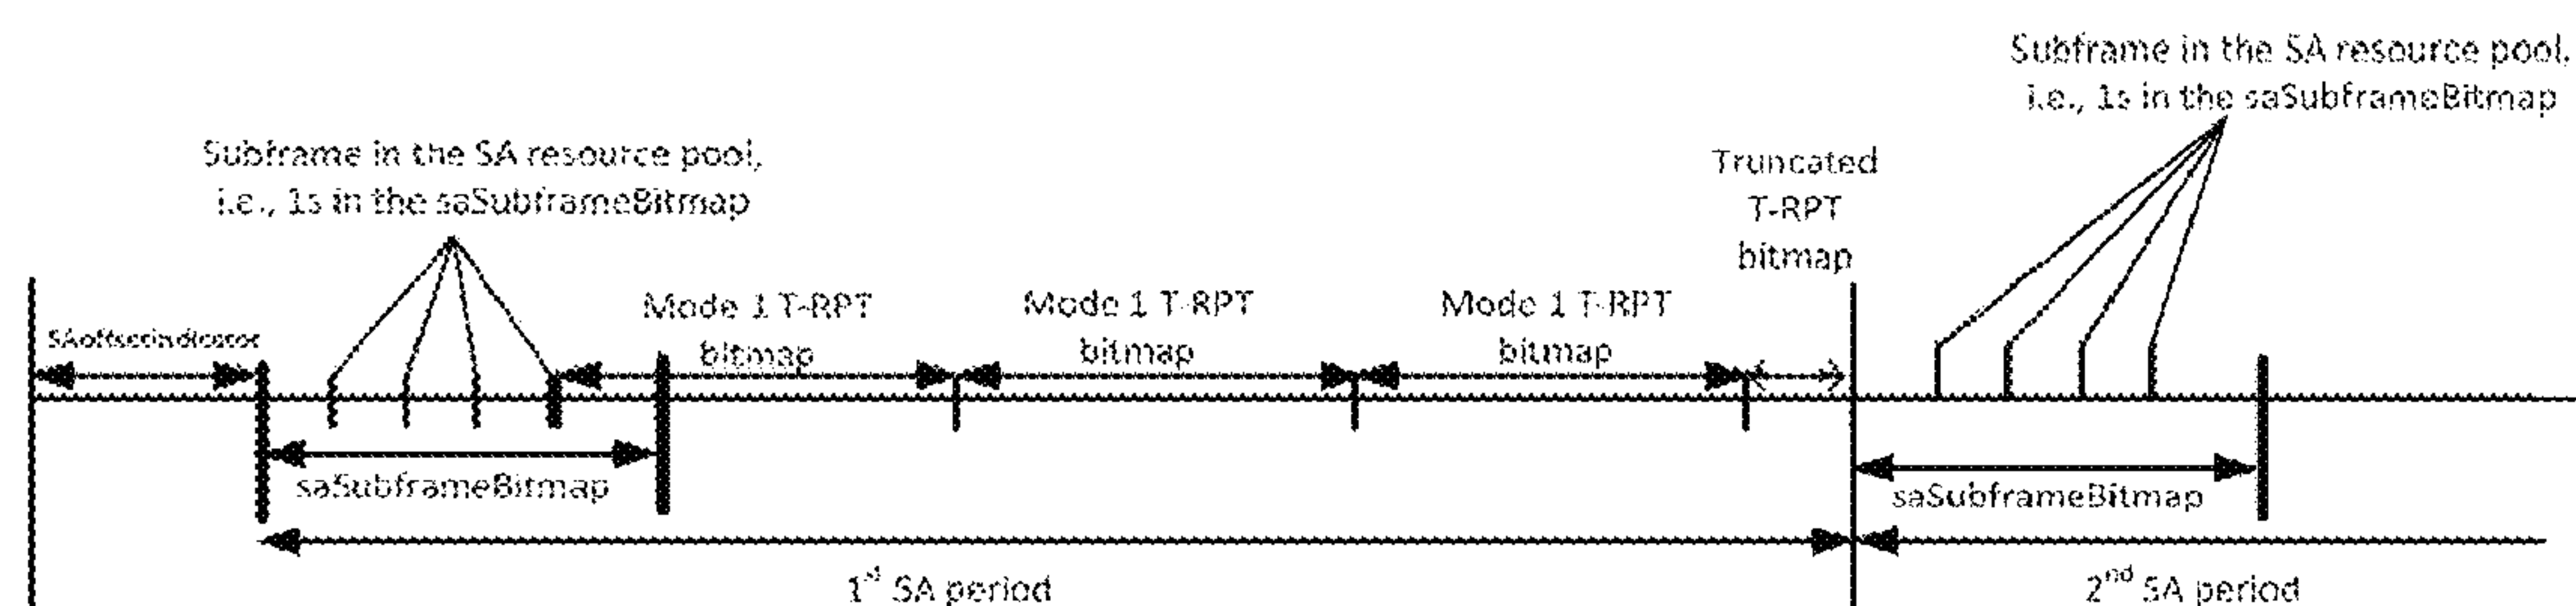 Subframe in the SA resource pool,
i.e., 1s in the saSubframeBitmap
Subframe in the SA resource pool,
i.e., 1s in the saSubframeBitmap
Truncated
T-RPT
bitmap
SAoffsetIndicator
Mode 1 T-RPT
bitmap
Mode 1 T-RPT
bitmap
Mode 1 T-RPT
bitmap
saSubframeBitmap
saSubframeBitmap
1st SA period
2nd SA period